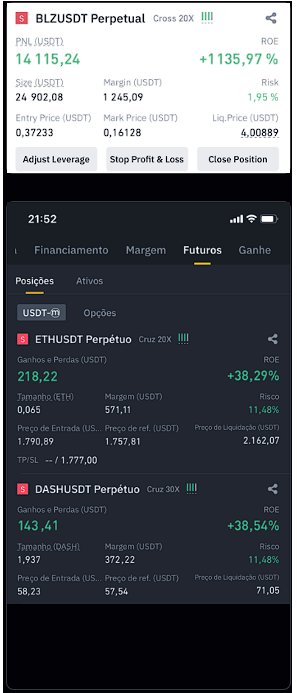 S BLZUSDT Perpetual Cross 20X
PNL (USDT) ROE
14 115,24 +1135,97 %
Size (USDT) Margin (USDT) Risk
24 902,08 1 245,09 1,95 %
Entry Price (USDT) Mark Price (USDT) Liq.Price (USDT)
0,37233 0,16128 4,00889
Adjust Leverage Stop Profit & Loss Close Position
21:52
Financiamento Margem Futuros Ganhe
Posições Ativos
USDT-Ⓜ Opções
S ETHUSDT Perpétuo Cruz 20X
Ganhos e Perdas (USDT) ROE
218,22 +38,29%
Tamanho (ETH) Margem (USDT) Risco
0,065 571,11 11,48%
Preço de Entrada (US... Preço de ref. (USDT) Preço de Liquidação (USDT)
1.790,89 1.757,81 2.162,07
TP/SL -- / 1.777,00
S DASHUSDT Perpétuo Cruz 30X
Ganhos e Perdas (USDT) ROE
143,41 +38,54%
Tamanho (DASH) Margem (USDT) Risco
1,937 372,22 11,48%
Preço de Entrada (US... Preço de ref. (USDT) Preço de Liquidação (USDT)
58,23 57,54 71,05